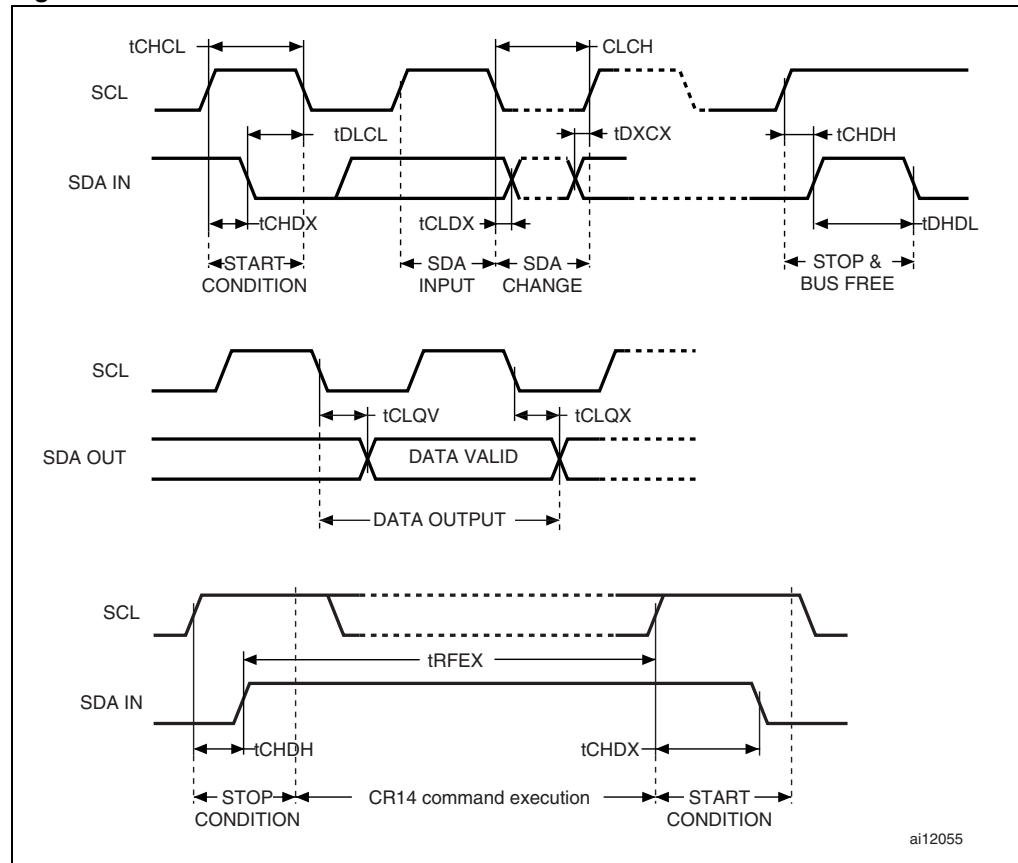 tCHCL
CLCH
SCL
tDLCL
tDXCX
tCHDH
SDA IN
tCHDX
tCLDX
tDHDL
START
CONDITION
SDA
INPUT
SDA
CHANGE
STOP &
BUS FREE
SCL
tCLQV
tCLQX
SDA OUT
DATA VALID
DATA OUTPUT
SCL
tRFEX
SDA IN
tCHDH
tCHDX
STOP
CONDITION
CR14 command execution
START
CONDITION
ai12055